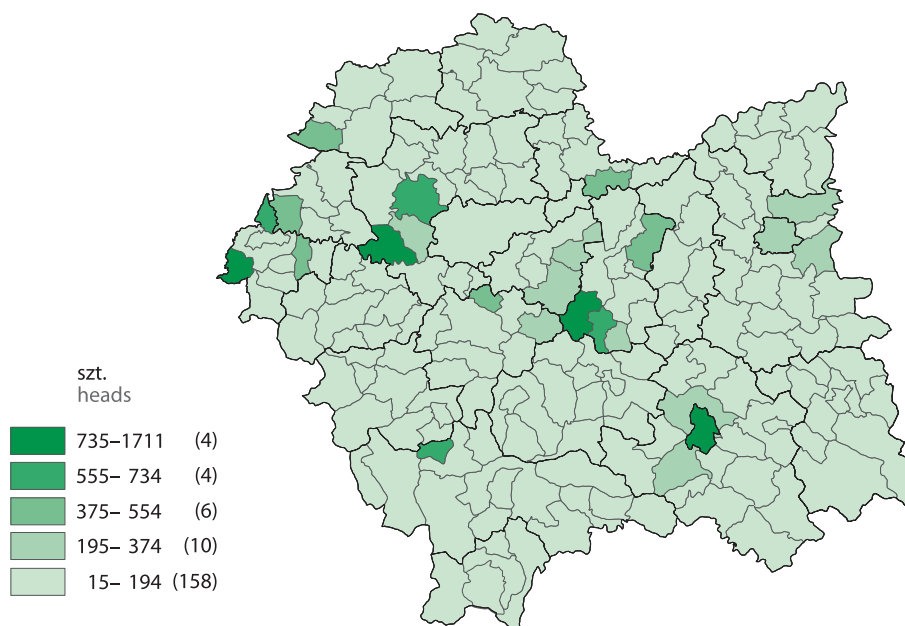 szt.
heads
735–1711 (4)
555– 734 (4)
375– 554 (6)
195– 374 (10)
15– 194 (158)